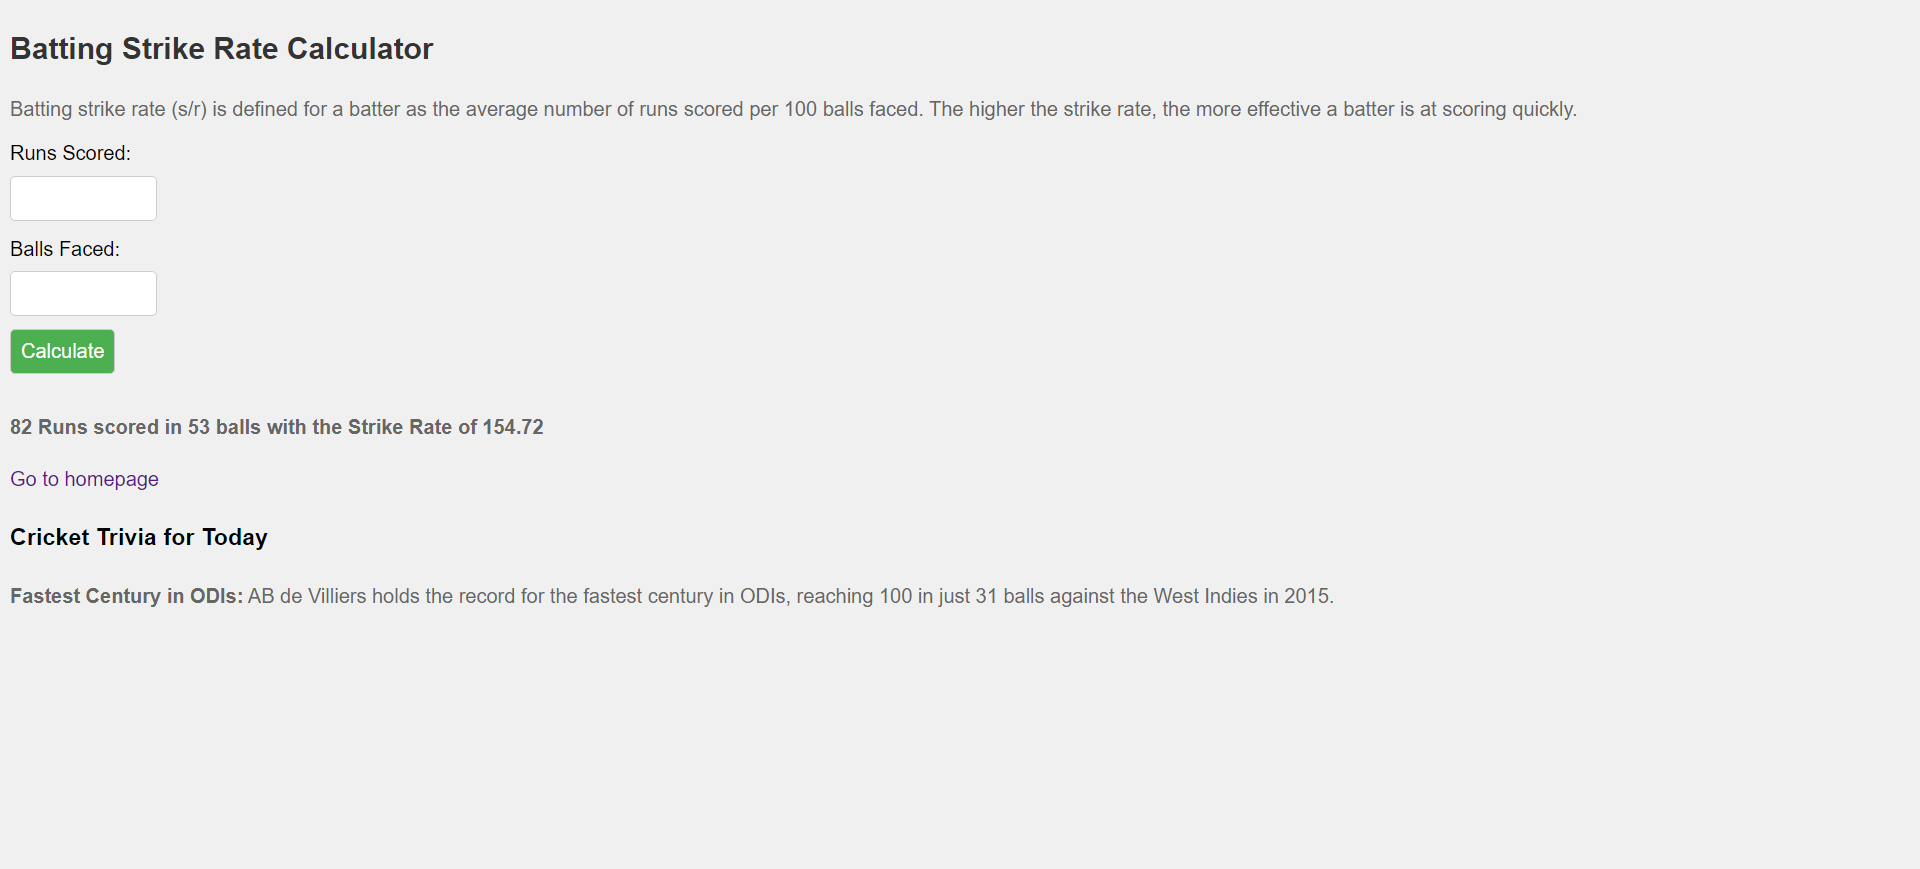 Batting Strike Rate Calculator
Batting strike rate (s/r) is defined for a batter as the average number of runs scored per 100 balls faced. The higher the strike rate, the more effective a batter is at scoring quickly.
Runs Scored:
Balls Faced:
Calculate
82 Runs scored in 53 balls with the Strike Rate of 154.72
Go to homepage
Cricket Trivia for Today
Fastest Century in ODIs: AB de Villiers holds the record for the fastest century in ODIs, reaching 100 in just 31 balls against the West Indies in 2015.